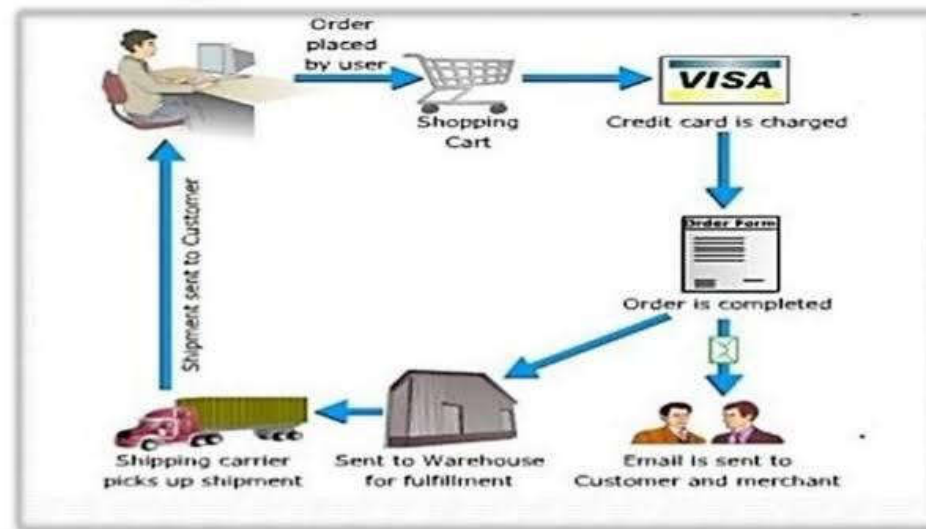 Order
placed
by user
Shopping
Cart
VISA
Credit card is charged
Order Form
Order is completed
Shipment sent to Customer
Shipping carrier
picks up shipment
Sent to Warehouse
for fulfillment
Email is sent to
Customer and merchant